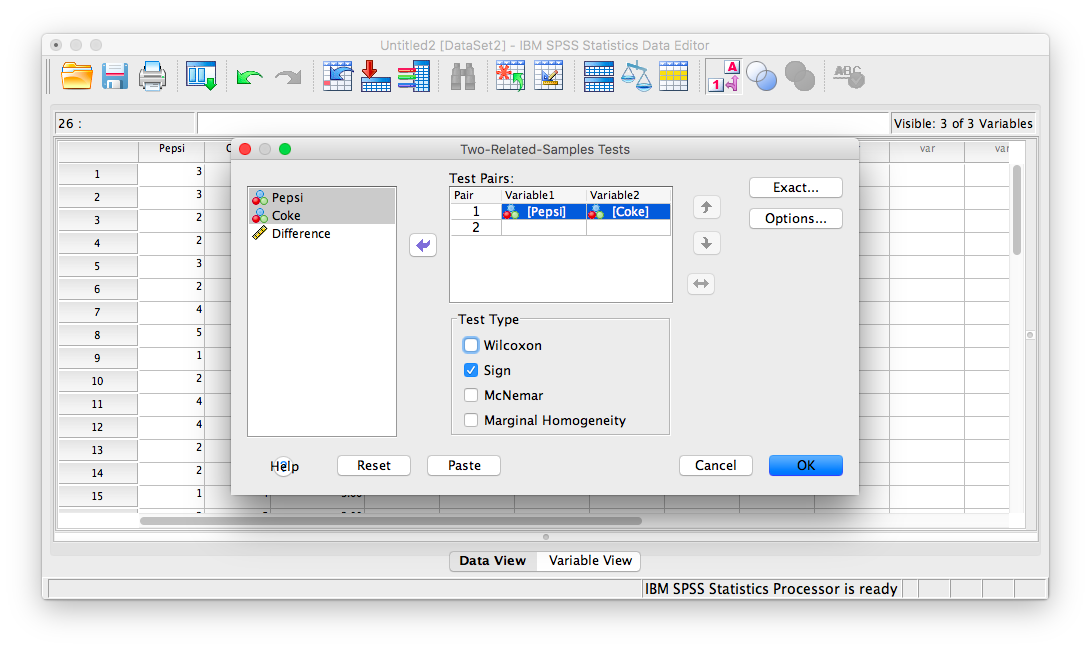 Untitled2 [DataSet2] - IBM SPSS Statistics Data Editor
A
1
ABC
26 :
Visible: 3 of 3 Variables
Pepsi
var
var
Two-Related-Samples Tests
1 3
2 3
3 2
4 2
5 3
6 2
7 4
8 5
9 1
10 2
11 4
12 4
13 2
14 2
15 1
Pepsi
Coke
Difference
Test Pairs:
Pair Variable1 Variable2
1 [Pepsi] [Coke]
2
Exact...
Options...
Test Type
Wilcoxon
Sign
McNemar
Marginal Homogeneity
Help
Reset
Paste
Cancel
OK
Data View
Variable View
IBM SPSS Statistics Processor is ready